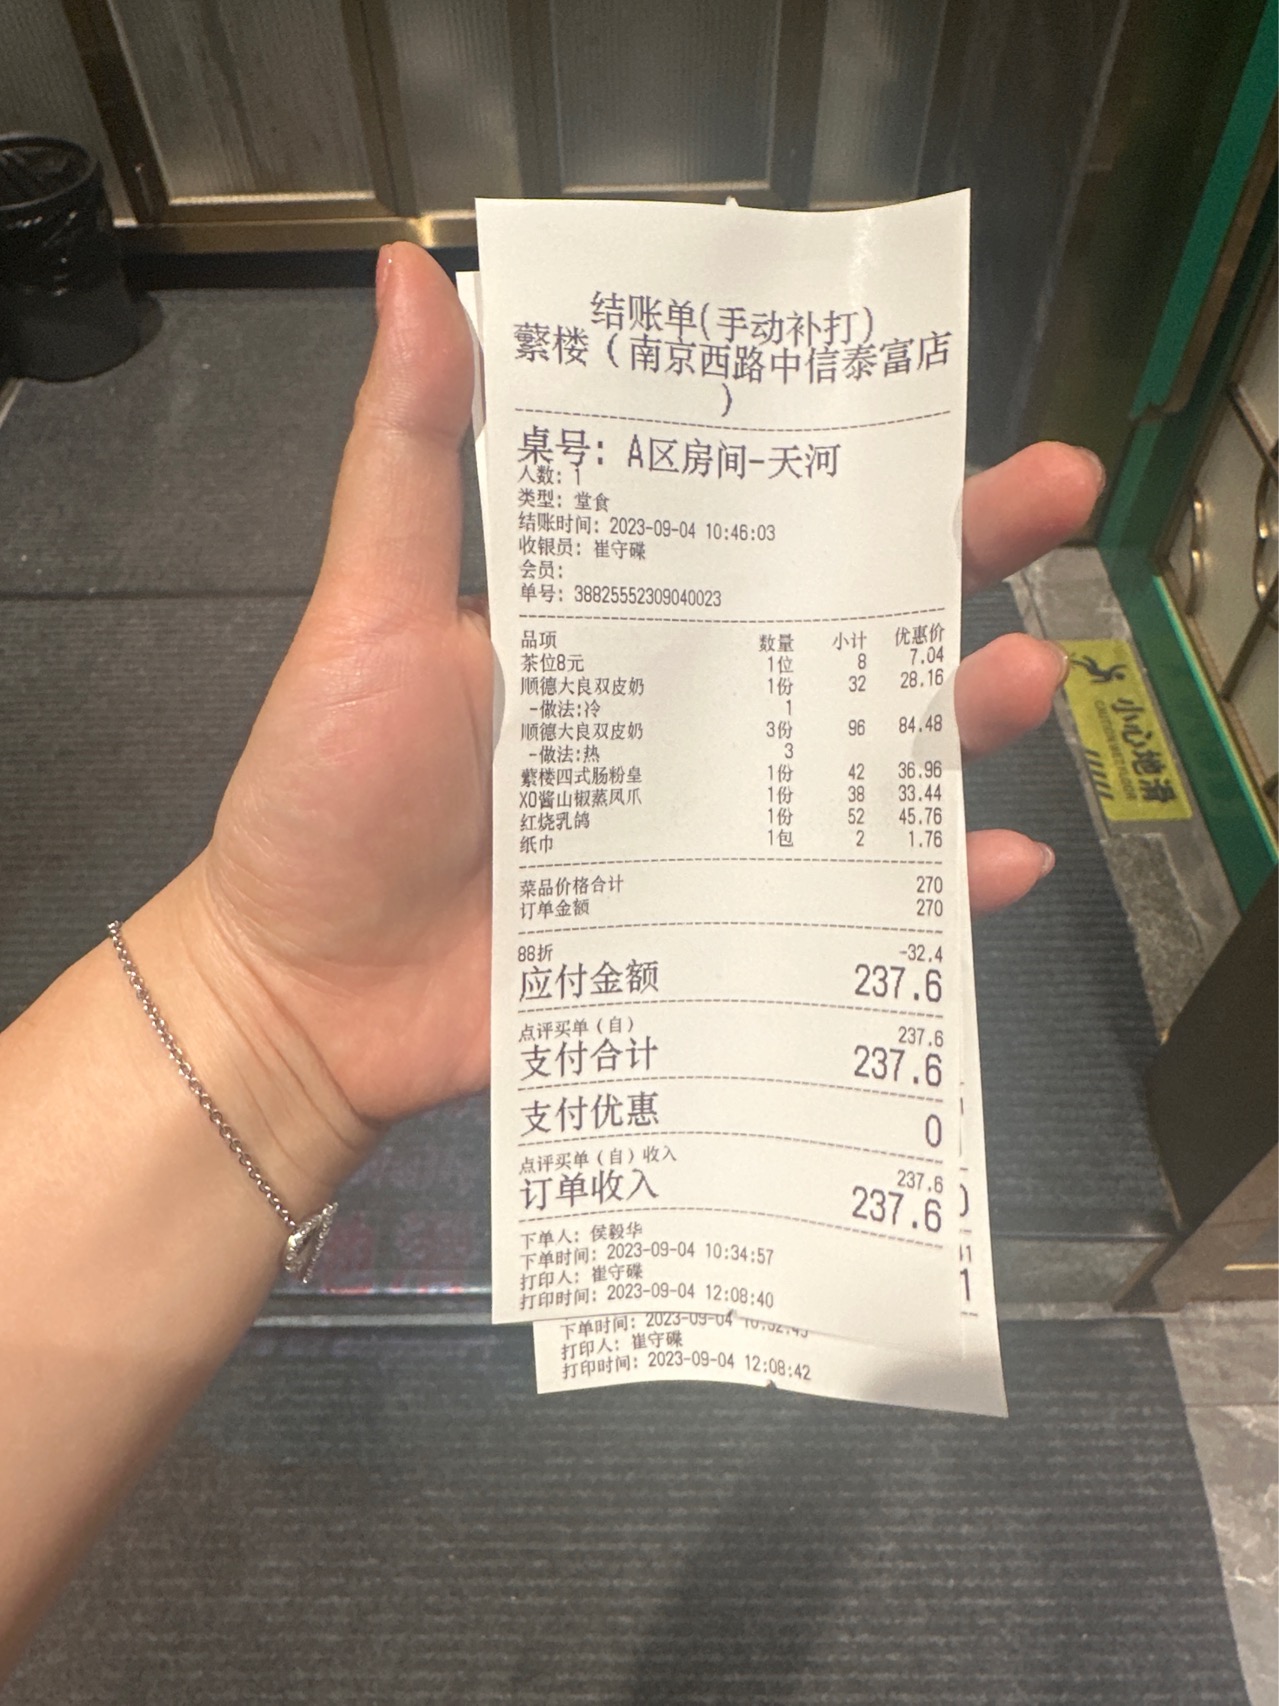 结账单(手动补打)
蘩楼（南京西路中信泰富店
）
桌号: A区房间-天河
人数: 1
类型: 堂食
结账时间: 2023-09-04 10:46:03
收银员: 崔守碟
会员:
单号: 38825552309040023
品项 数量 小计 优惠价
茶位8元 1位 8 7.04
顺德大良双皮奶 1份 32 28.16
-做法:冷 1
顺德大良双皮奶 3份 96 84.48
-做法:热 3
蘩楼四式肠粉皇 1份 42 36.96
XO酱山椒蒸凤爪 1份 38 33.44
红烧乳鸽 1份 52 45.76
纸巾 1包 2 1.76
菜品价格合计 270
订单金额 270
88折 -32.4
应付金额 237.6
点评买单（自） 237.6
支付合计 237.6
支付优惠 0
点评买单（自）收入 237.6
订单收入 237.6
下单人: 侯毅华
下单时间: 2023-09-04 10:34:57
打印人: 崔守碟
打印时间: 2023-09-04 12:08:40
下单时间: 2023-09-04
打印人: 崔守碟
打印时间: 2023-09-04 12:08:42
41
1
小心地滑